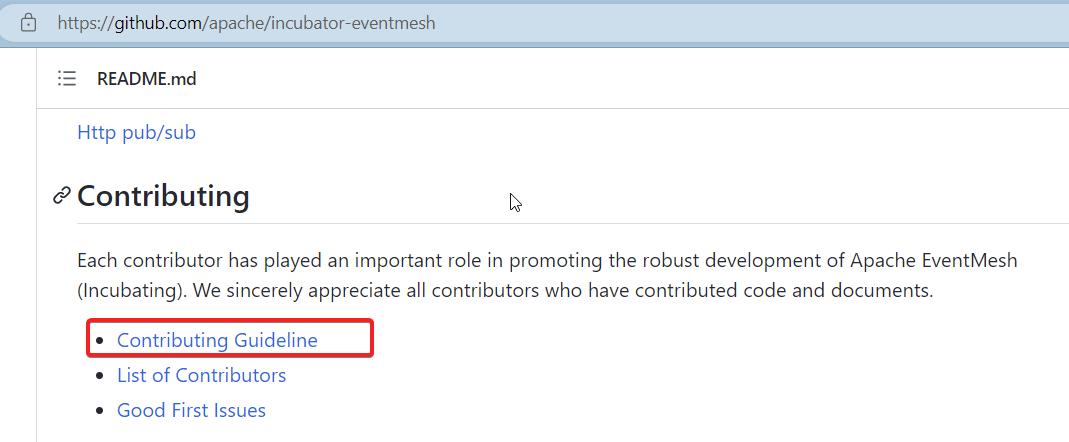 https://github.com/apache/incubator-eventmesh
README.md
Http pub/sub
Contributing
Each contributor has played an important role in promoting the robust development of Apache EventMesh
(Incubating). We sincerely appreciate all contributors who have contributed code and documents.
Contributing Guideline
List of Contributors
Good First Issues